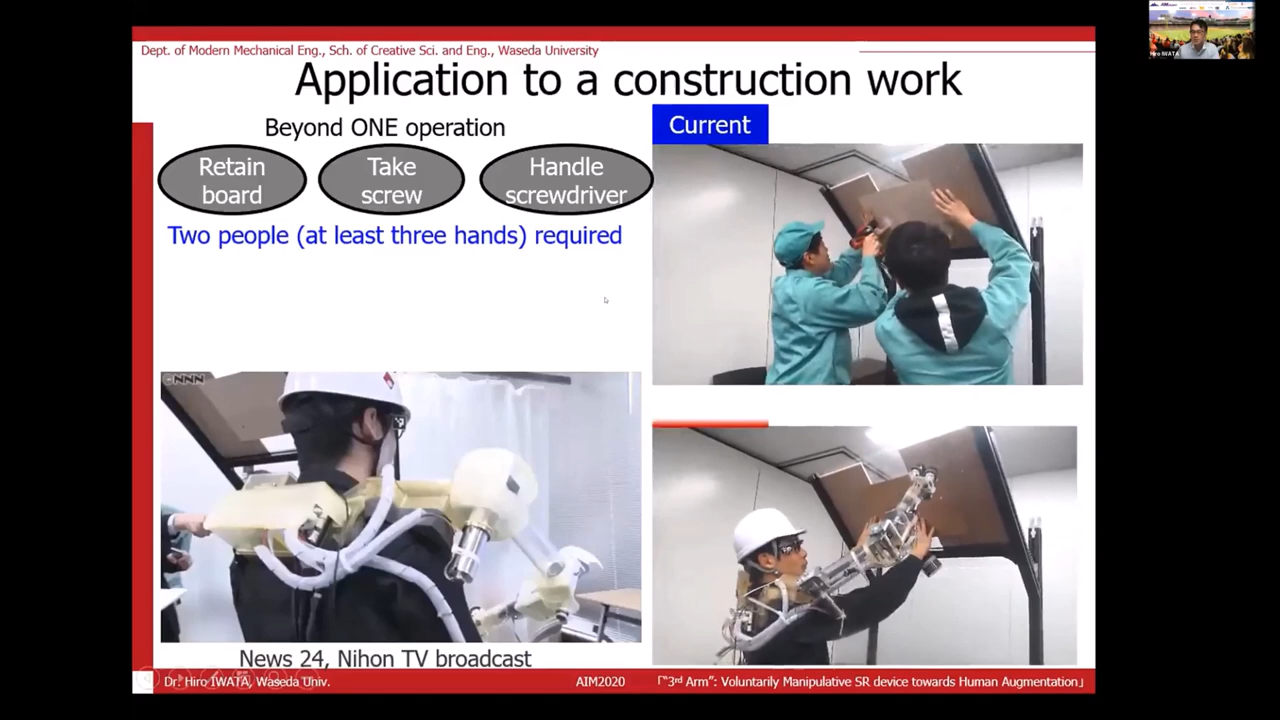 Dept. of Modern Mechanical Eng., Sch. of Creative Sci. and Eng., Waseda University
Application to a construction work
Beyond ONE operation
Current
Retain
board
Take
screw
Handle
screwdriver
Two people (at least three hands) required
NNN
News 24, Nihon TV broadcast
Dr. Hiro IWATA, Waseda Univ.
AIM2020
「“3rd Arm”: Voluntarily Manipulative SR device towards Human Augmentation」
Hiro IWATA